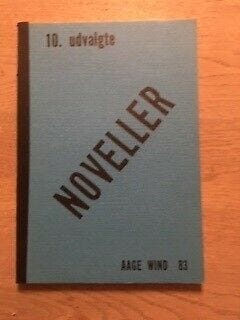 10. udvalgte
NOVELLER
AAGE WIND 83